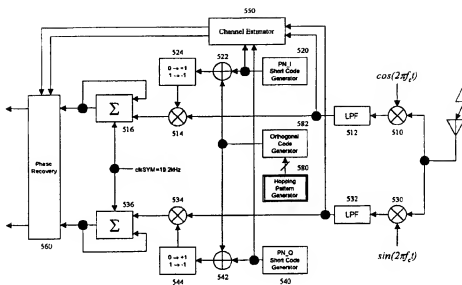 550
Channel Estimator
524
522
520
0 → +1
1 → -1
PN_I
Short Code
Generator
cos(2πfct)
582
Σ
516
514
Orthogonal
Code
Generator
LPF
512
510
Phase
Recovery
clkSYM=19.2kHz
580
Hopping
Pattern
Generator
536
534
532
530
Σ
LPF
560
0 → +1
1 → -1
PN_Q
Short Code
Generator
544
542
540
sin(2πfct)